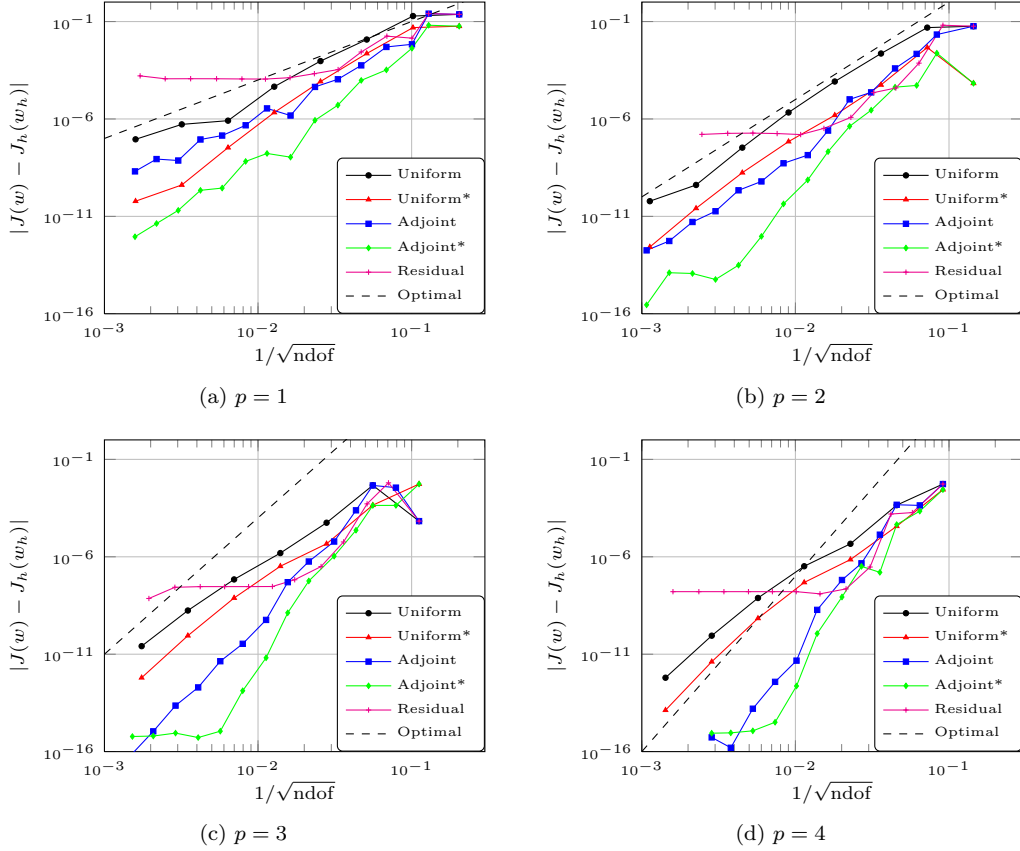 10^{-1}
10^{-6}
10^{-11}
10^{-16}
|J(w) − J_h(w_h)|
Uniform
Uniform*
Adjoint
Adjoint*
Residual
Optimal
10^{-3}
10^{-2}
10^{-1}
1/√ndof
(a) p = 1
10^{-1}
10^{-6}
10^{-11}
10^{-16}
|J(w) − J_h(w_h)|
Uniform
Uniform*
Adjoint
Adjoint*
Residual
Optimal
10^{-3}
10^{-2}
10^{-1}
1/√ndof
(b) p = 2
10^{-1}
10^{-6}
10^{-11}
10^{-16}
|J(w) − J_h(w_h)|
Uniform
Uniform*
Adjoint
Adjoint*
Residual
Optimal
10^{-3}
10^{-2}
10^{-1}
1/√ndof
(c) p = 3
10^{-1}
10^{-6}
10^{-11}
10^{-16}
|J(w) − J_h(w_h)|
Uniform
Uniform*
Adjoint
Adjoint*
Residual
Optimal
10^{-3}
10^{-2}
10^{-1}
1/√ndof
(d) p = 4